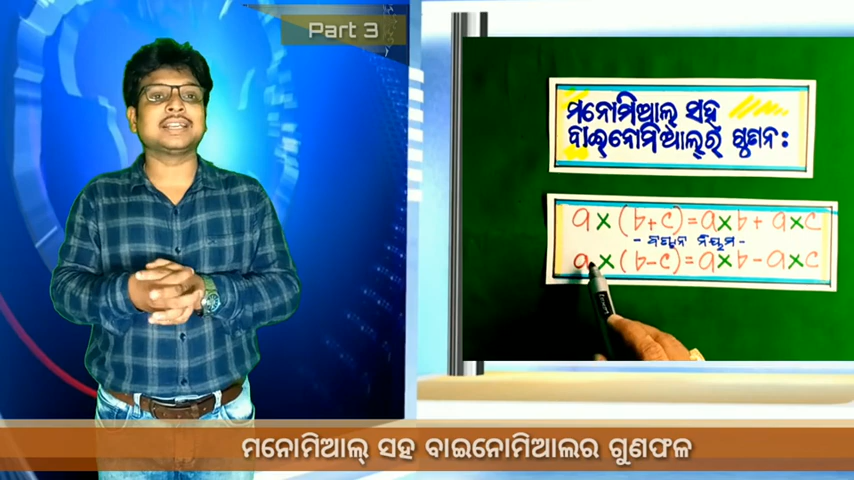 Part 3
ମନୋମିଆଲ୍ ସହ
ବାଇନୋମିଆଲ୍‌ର୍ ଗୁଣନ:
a × (b+c) = a×b + a×c
- ବଣ୍ଟନ ନିୟମ -
a × (b-c) = a×b - a×c
ମନୋମିଆଲ୍ ସହ ବାଇନୋମିଆଲର ଗୁଣଫଳ